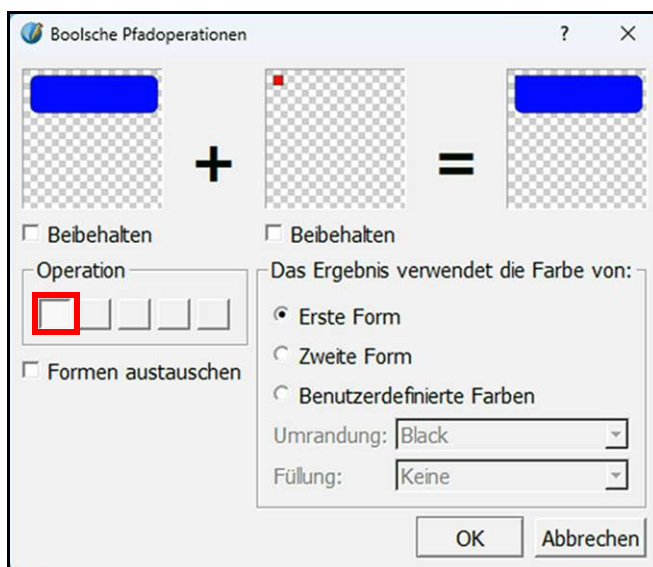 Boolsche Pfadoperationen ? ×
+ =
Beibehalten Beibehalten
Operation
Das Ergebnis verwendet die Farbe von:
Erste Form
Zweite Form
Formen austauschen
Benutzerdefinierte Farben
Umrandung: Black
Füllung: Keine
OK Abbrechen